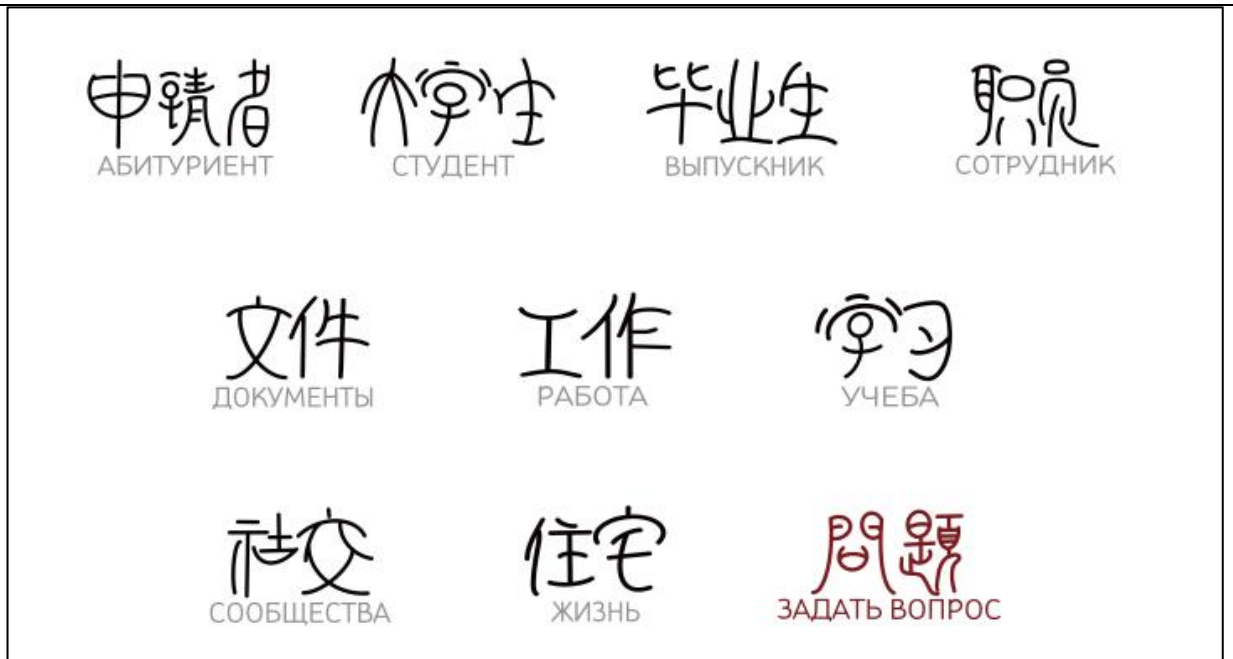 申請者 大学生 毕业生 职员
АБИТУРИЕНТ СТУДЕНТ ВЫПУСКНИК СОТРУДНИК
文件 工作 学习
ДОКУМЕНТЫ РАБОТА УЧЕБА
社交 住宅 問題
СООБЩЕСТВА ЖИЗНЬ ЗАДАТЬ ВОПРОС